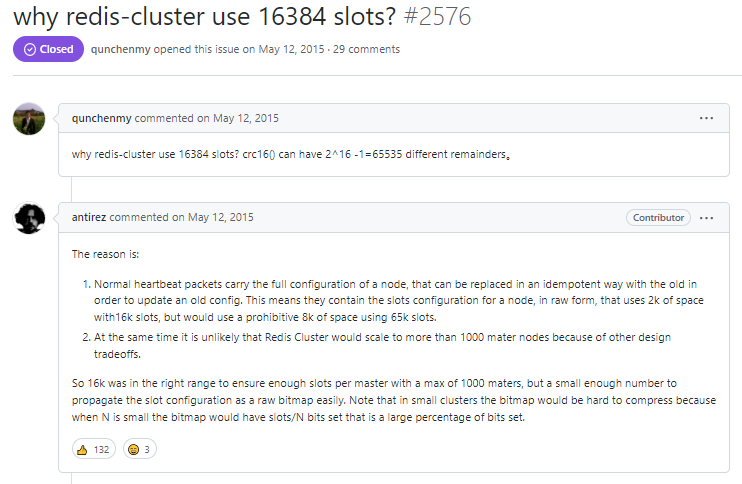 why redis-cluster use 16384 slots? #2576
Closed qunchenmy opened this issue on May 12, 2015 · 29 comments
qunchenmy commented on May 12, 2015
why redis-cluster use 16384 slots? crc16() can have 2^16 -1=65535 different remainders。
antirez commented on May 12, 2015 Contributor
The reason is:
1. Normal heartbeat packets carry the full configuration of a node, that can be replaced in an idempotent way with the old in
order to update an old config. This means they contain the slots configuration for a node, in raw form, that uses 2k of space
with16k slots, but would use a prohibitive 8k of space using 65k slots.
2. At the same time it is unlikely that Redis Cluster would scale to more than 1000 mater nodes because of other design
tradeoffs.
So 16k was in the right range to ensure enough slots per master with a max of 1000 maters, but a small enough number to
propagate the slot configuration as a raw bitmap easily. Note that in small clusters the bitmap would be hard to compress because
when N is small the bitmap would have slots/N bits set that is a large percentage of bits set.
👍 132 😄 3